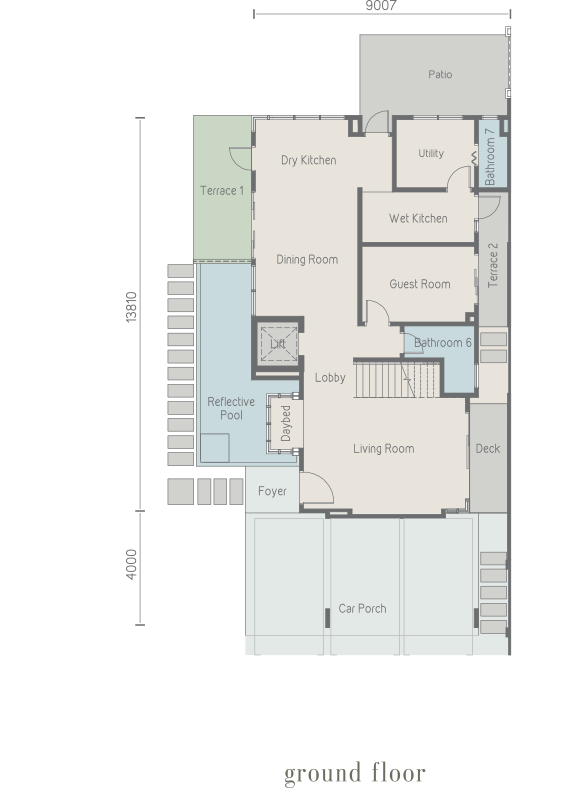 9007
Patio
Dry Kitchen
Utility
Bathroom 7
Terrace 1
Wet Kitchen
Terrace 2
Dining Room
Guest Room
13810
Lift
Bathroom 6
Lobby
Reflective
Pool
Daybed
Living Room
Deck
Foyer
4000
Car Porch
ground floor